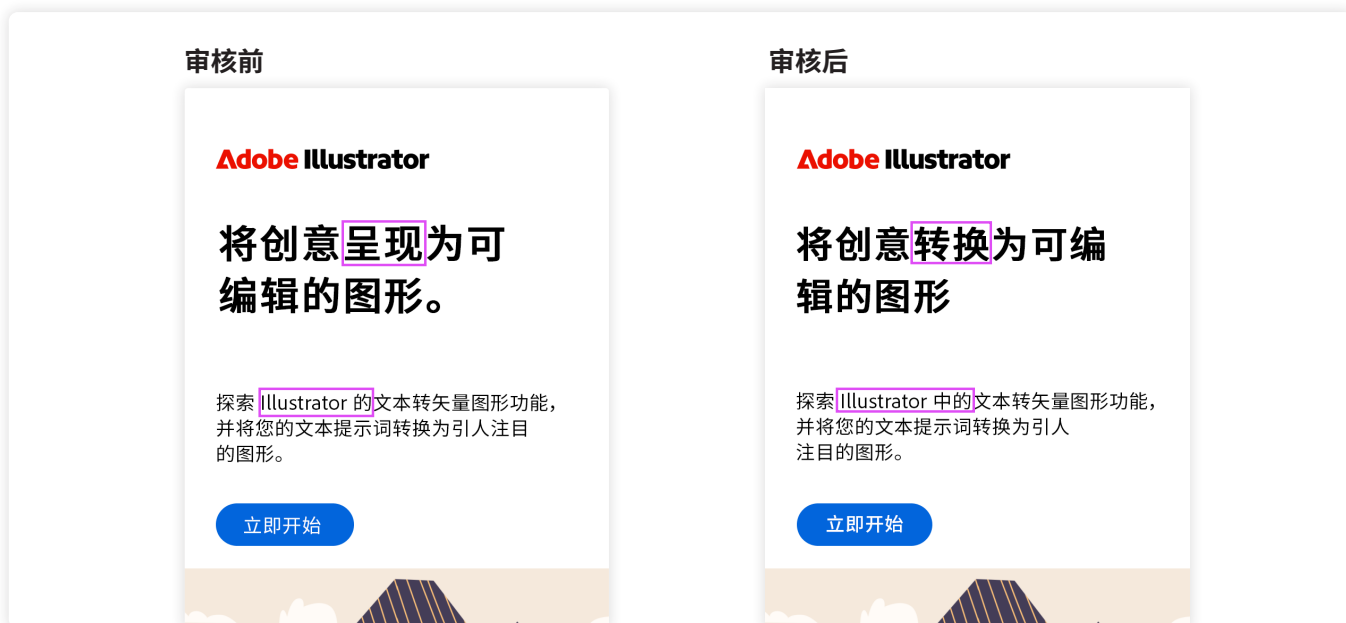 审核前
Adobe Illustrator
将创意呈现为可
编辑的图形。
探索 Illustrator 的文本转矢量图形功能，
并将您的文本提示词转换为引人注目
的图形。
立即开始
审核后
Adobe Illustrator
将创意转换为可编
辑的图形
探索 Illustrator 中的文本转矢量图形功能，
并将您的文本提示词转换为引人
注目的图形。
立即开始